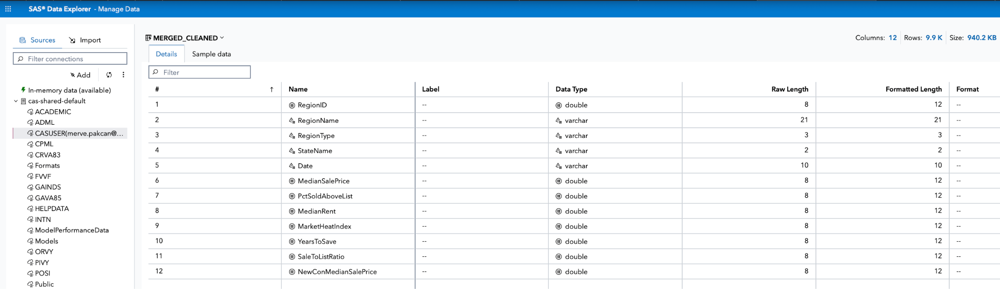 SAS® Data Explorer - Manage Data
Sources Import
Filter connections
Add
In-memory data (available)
cas-shared-default
ACADEMIC
ADML
CASUSER(merve.pakcan@...
CPML
CRVA83
Formats
FVVF
GAINDS
GAVA85
HELPDATA
INTN
ModelPerformanceData
Models
ORVY
PIVY
POSI
Public
MERGED_CLEANED
Columns: 12 Rows: 9.9 K Size: 940.2 KB
Details Sample data
Filter
# Name Label Data Type Raw Length Formatted Length Format
1 RegionID -- double 8 12 --
2 RegionName -- varchar 21 21 --
3 RegionType -- varchar 3 3 --
4 StateName -- varchar 2 2 --
5 Date -- varchar 10 10 --
6 MedianSalePrice -- double 8 12 --
7 PctSoldAboveList -- double 8 12 --
8 MedianRent -- double 8 12 --
9 MarketHeatIndex -- double 8 12 --
10 YearsToSave -- double 8 12 --
11 SaleToListRatio -- double 8 12 --
12 NewConMedianSalePrice -- double 8 12 --